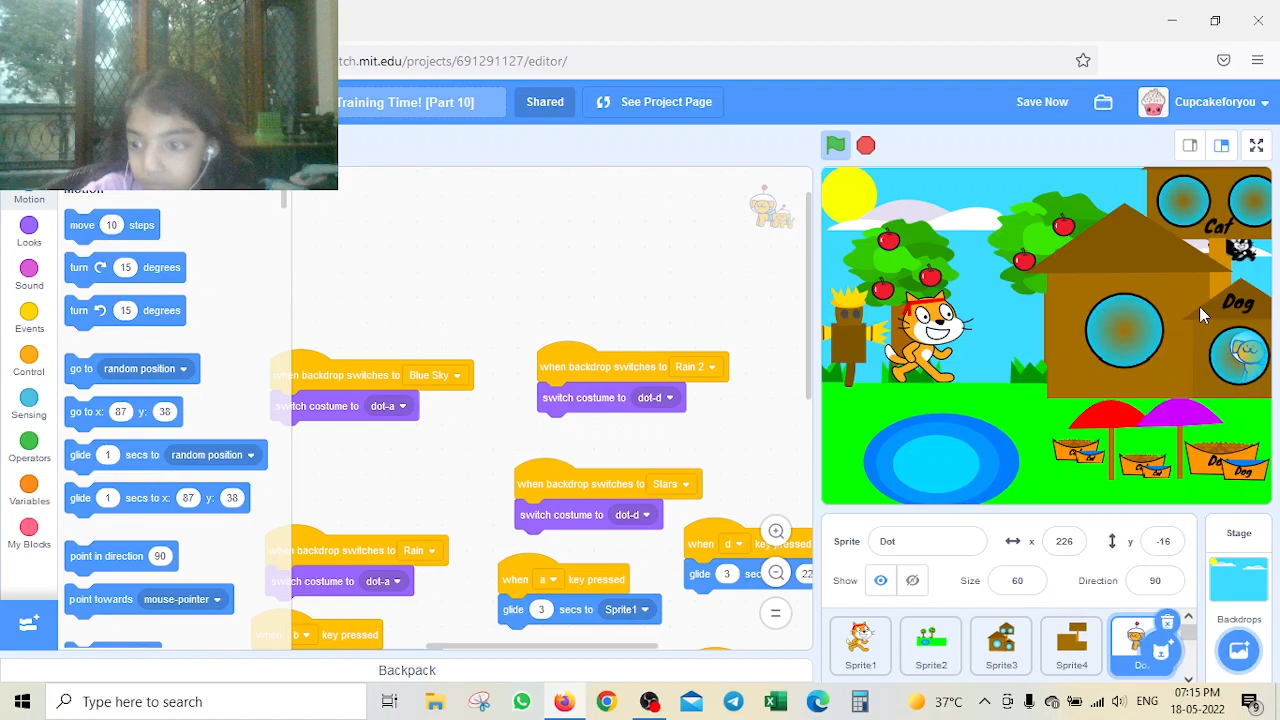 tch.mit.edu/projects/691291127/editor/
Training Time! [Part 10]
Shared
See Project Page
Save Now
Cupcakeforyou
Motion
Looks
Sound
Events
Control
Sensing
Operators
Variables
My Blocks
Motion
move 10 steps
turn 15 degrees
turn 15 degrees
go to random position
go to x: 87 y: 38
glide 1 secs to random position
glide 1 secs to x: 87 y: 38
point in direction 90
point towards mouse-pointer
when backdrop switches to Blue Sky
switch costume to dot-a
when backdrop switches to Rain 2
switch costume to dot-d
when backdrop switches to Stars
switch costume to dot-d
when d key pressed
glide 3 sec
when backdrop switches to Rain
switch costume to dot-a
when a key pressed
glide 3 secs to Sprite1
when b key pressed
Backpack
Cat
Dog
Dog
Sprite
Dot
x
226
y
-16
Show
Size
60
Direction
90
Sprite1
Sprite2
Sprite3
Sprite4
Stage
Backdrops
Type here to search
37°C
ENG
07:15 PM
18-05-2022